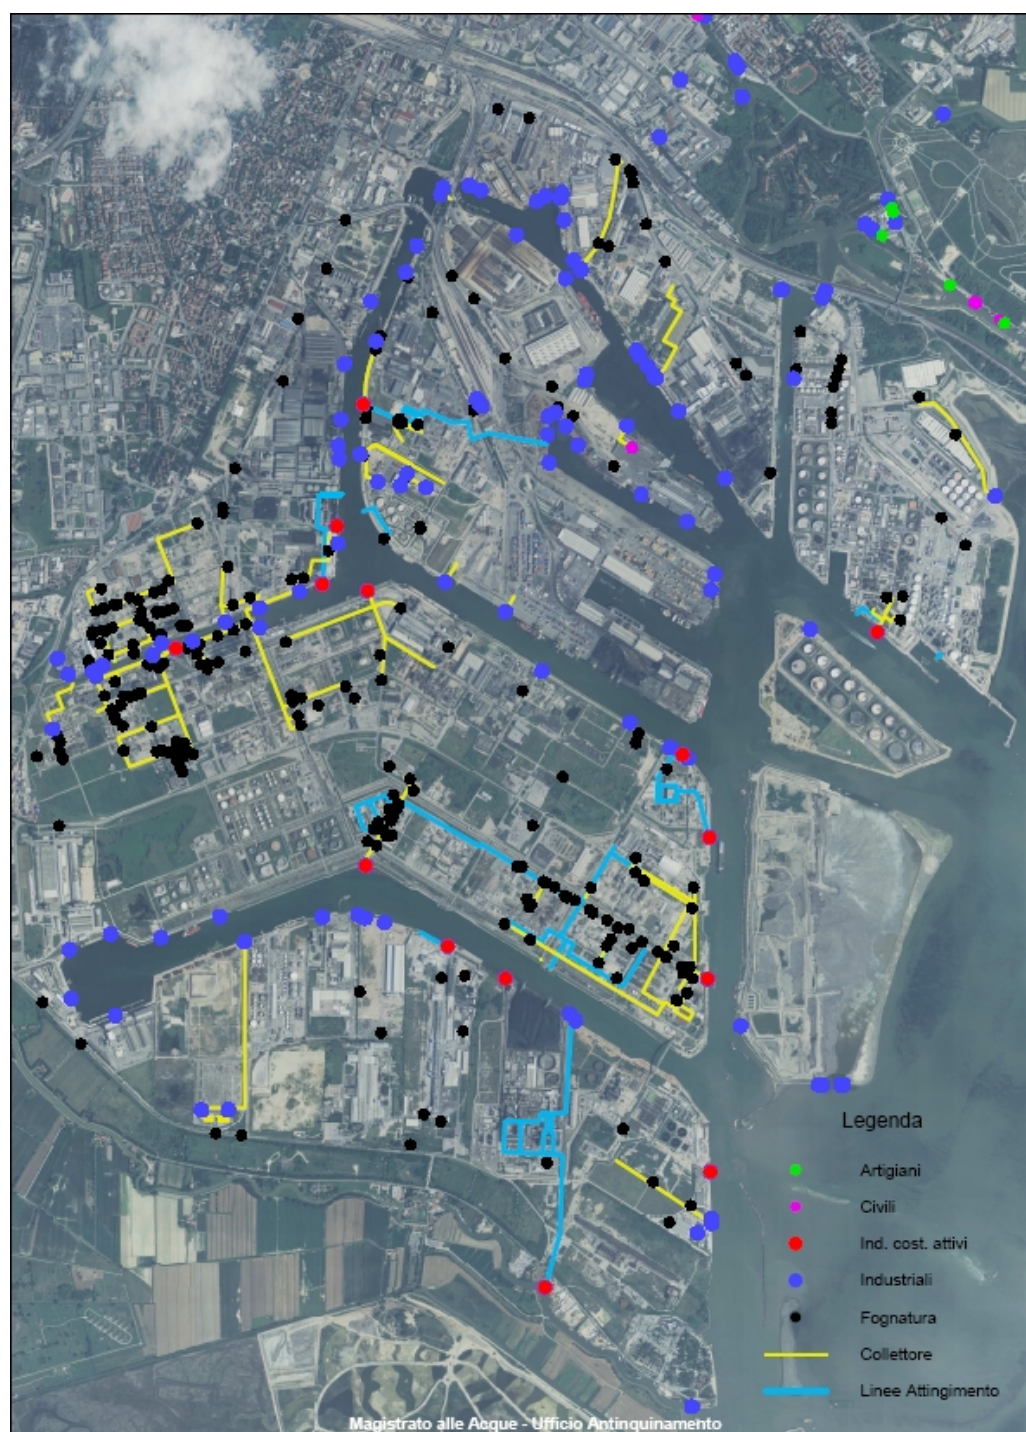 Legenda
Artigiani
Civili
Ind. cost. attivi
Industriali
Fognatura
Collettore
Linee Attingimento
Magistrato alle Acque - Ufficio Antinquinamento